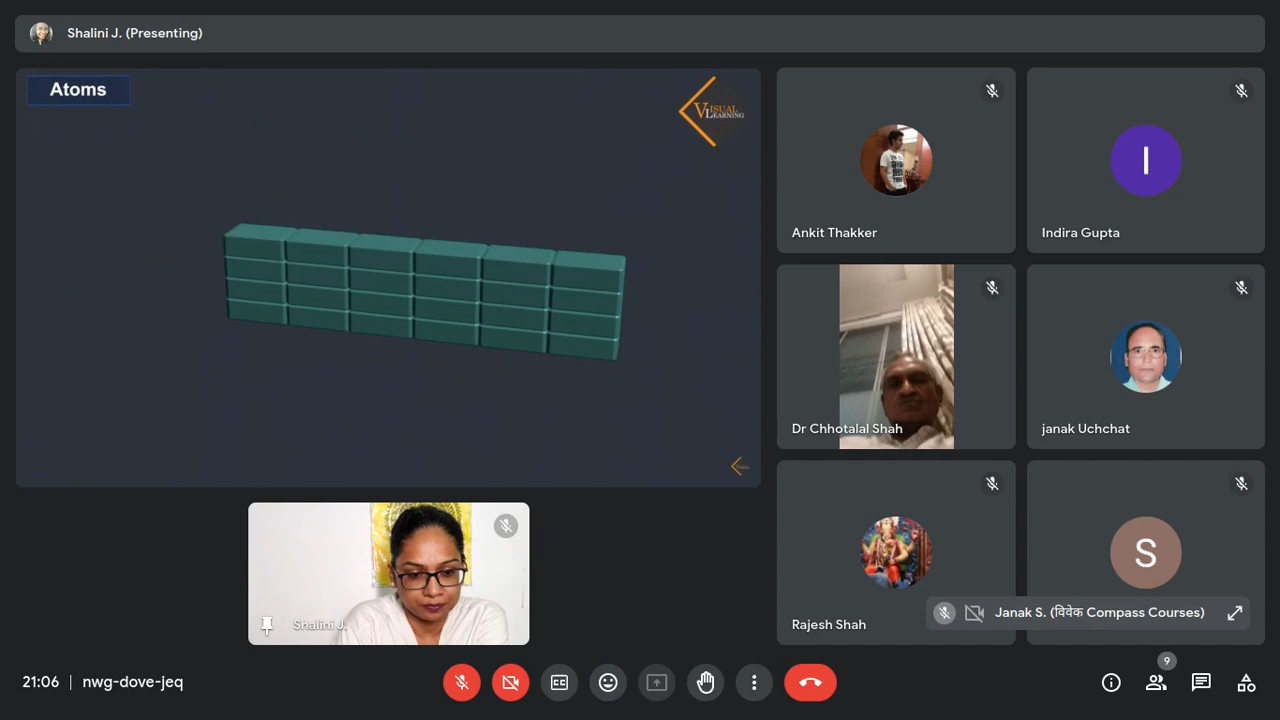 Shalini J. (Presenting)
Atoms
VISUAL
LEARNING
Ankit Thakker
Indira Gupta
I
Dr Chhotalal Shah
janak Uchchat
Shalini J.
Rajesh Shah
S
Janak S. (विवेक Compass Courses)
21:06 | nwg-dove-jeq
CC
9